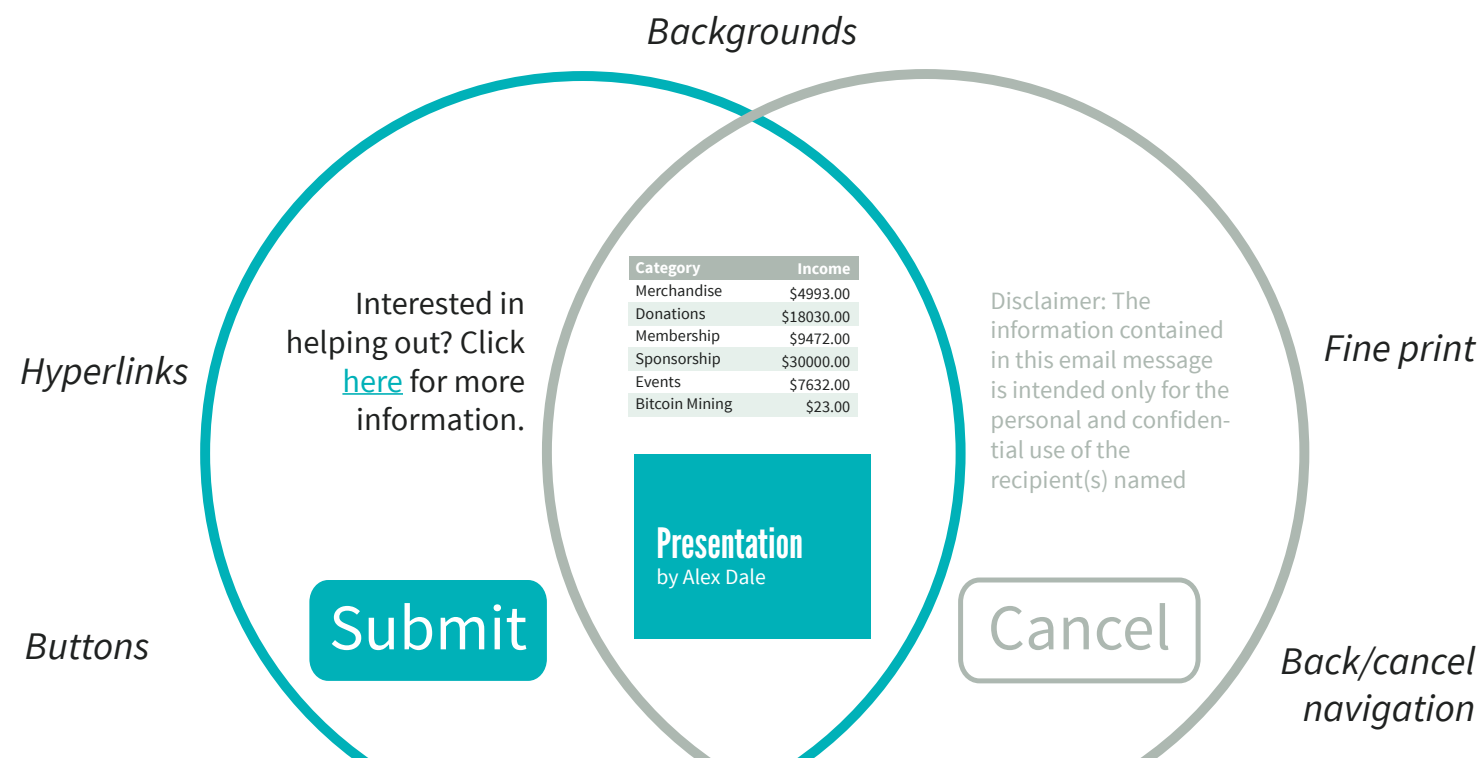 Backgrounds
Hyperlinks
Interested in
helping out? Click
here for more
information.
Category Income
Merchandise $4993.00
Donations $18030.00
Membership $9472.00
Sponsorship $30000.00
Events $7632.00
Bitcoin Mining $23.00
Disclaimer: The
information contained
in this email message
is intended only for the
personal and confiden-
tial use of the
recipient(s) named
Fine print
Presentation
by Alex Dale
Buttons
Submit
Cancel
Back/cancel
navigation